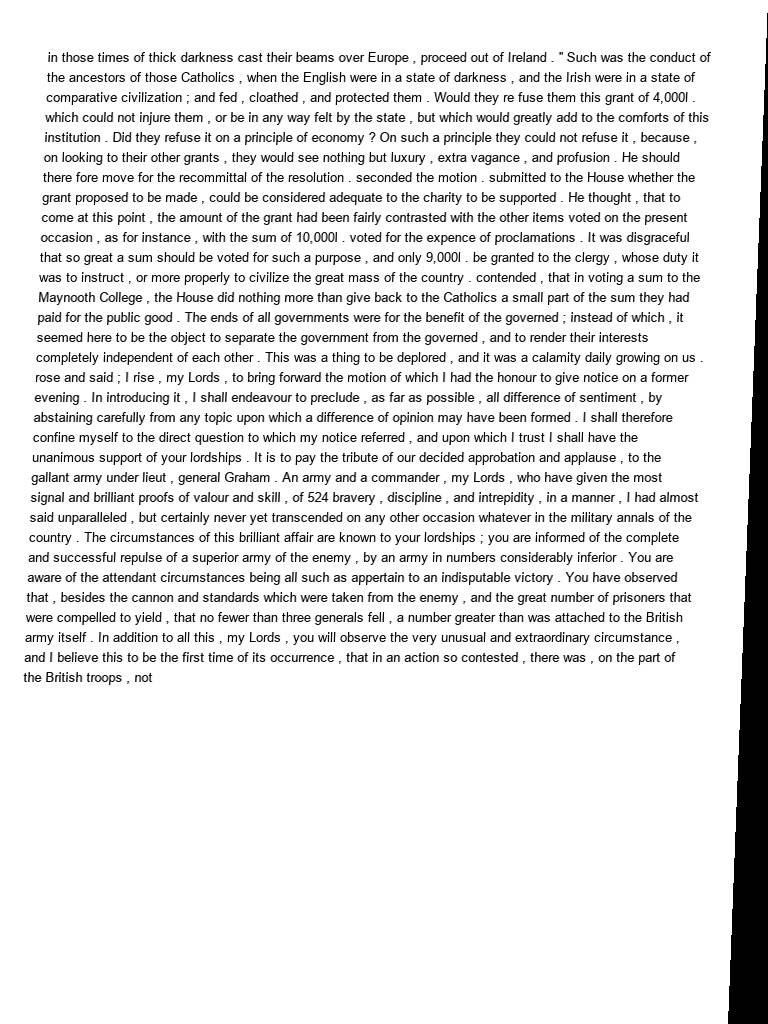 in those times of thick darkness cast their beams over Europe , proceed out of Ireland . " Such was the conduct of
the ancestors of those Catholics , when the English were in a state of darkness , and the Irish were in a state of
comparative civilization ; and fed , cloathed , and protected them . Would they re fuse them this grant of 4,000l .
which could not injure them , or be in any way felt by the state , but which would greatly add to the comforts of this
institution . Did they refuse it on a principle of economy ? On such a principle they could not refuse it , because ,
on looking to their other grants , they would see nothing but luxury , extra vagance , and profusion . He should
there fore move for the recommittal of the resolution . seconded the motion . submitted to the House whether the
grant proposed to be made , could be considered adequate to the charity to be supported . He thought , that to
come at this point , the amount of the grant had been fairly contrasted with the other items voted on the present
occasion , as for instance , with the sum of 10,000l . voted for the expence of proclamations . It was disgraceful
that so great a sum should be voted for such a purpose , and only 9,000l . be granted to the clergy , whose duty it
was to instruct , or more properly to civilize the great mass of the country . contended , that in voting a sum to the
Maynooth College , the House did nothing more than give back to the Catholics a small part of the sum they had
paid for the public good . The ends of all governments were for the benefit of the governed ; instead of which , it
seemed here to be the object to separate the government from the governed , and to render their interests
completely independent of each other . This was a thing to be deplored , and it was a calamity daily growing on us .
rose and said ; I rise , my Lords , to bring forward the motion of which I had the honour to give notice on a former
evening . In introducing it , I shall endeavour to preclude , as far as possible , all difference of sentiment , by
abstaining carefully from any topic upon which a difference of opinion may have been formed . I shall therefore
confine myself to the direct question to which my notice referred , and upon which I trust I shall have the
unanimous support of your lordships . It is to pay the tribute of our decided approbation and applause , to the
gallant army under lieut , general Graham . An army and a commander , my Lords , who have given the most
signal and brilliant proofs of valour and skill , of 524 bravery , discipline , and intrepidity , in a manner , I had almost
said unparalleled , but certainly never yet transcended on any other occasion whatever in the military annals of the
country . The circumstances of this brilliant affair are known to your lordships ; you are informed of the complete
and successful repulse of a superior army of the enemy , by an army in numbers considerably inferior . You are
aware of the attendant circumstances being all such as appertain to an indisputable victory . You have observed
that , besides the cannon and standards which were taken from the enemy , and the great number of prisoners that
were compelled to yield , that no fewer than three generals fell , a number greater than was attached to the British
army itself . In addition to all this , my Lords , you will observe the very unusual and extraordinary circumstance ,
and I believe this to be the first time of its occurrence , that in an action so contested , there was , on the part of
the British troops , not